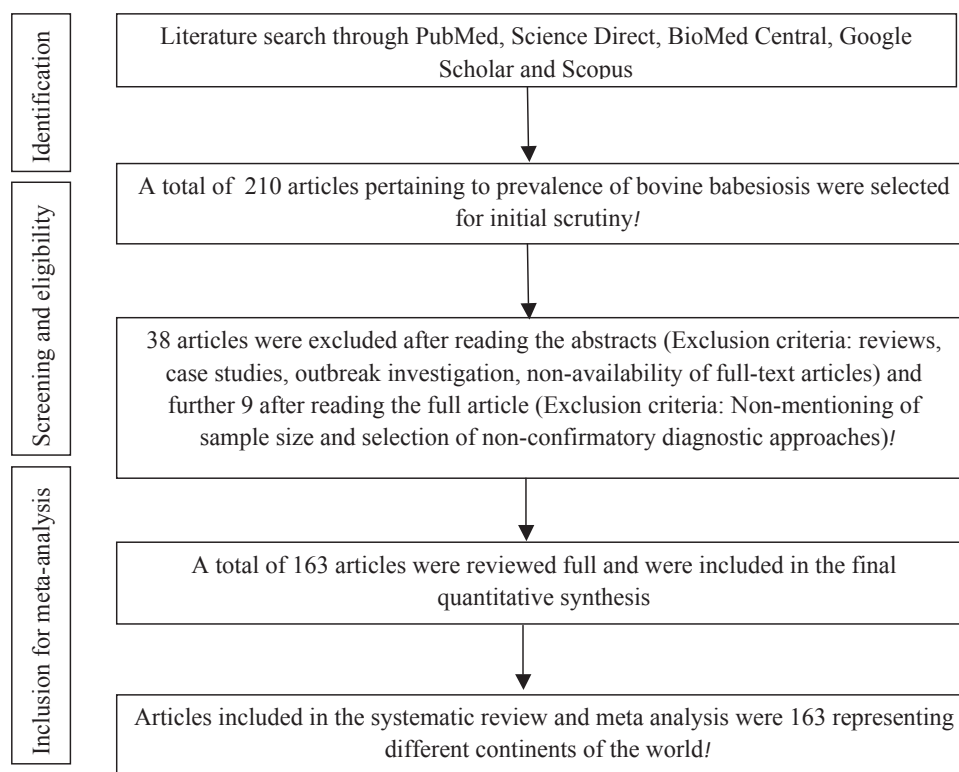 Identification
Literature search through PubMed, Science Direct, BioMed Central, Google
Scholar and Scopus
Screening and eligibility
A total of 210 articles pertaining to prevalence of bovine babesiosis were selected
for initial scrutiny!
38 articles were excluded after reading the abstracts (Exclusion criteria: reviews,
case studies, outbreak investigation, non-availability of full-text articles) and
further 9 after reading the full article (Exclusion criteria: Non-mentioning of
sample size and selection of non-confirmatory diagnostic approaches)!
Inclusion for meta-analysis
A total of 163 articles were reviewed full and were included in the final
quantitative synthesis
Articles included in the systematic review and meta analysis were 163 representing
different continents of the world!